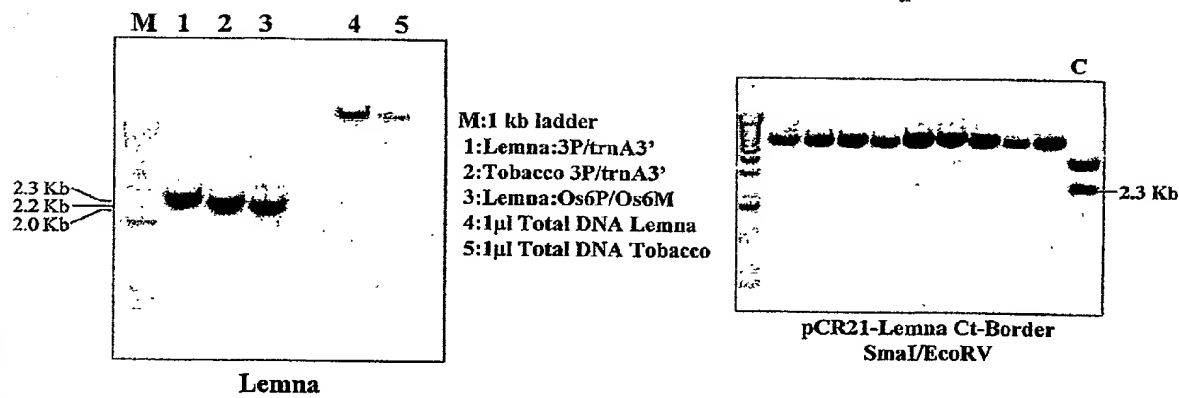 M 1 2 3 4 5
2.3 Kb
2.2 Kb
2.0 Kb
Lemna
M:1 kb ladder
1:Lemna:3P/trnA3'
2:Tobacco 3P/trnA3'
3:Lemna:Os6P/Os6M
4:1µl Total DNA Lemna
5:1µl Total DNA Tobacco
C
2.3 Kb
pCR21-Lemna Ct-Border
SmaI/EcoRV